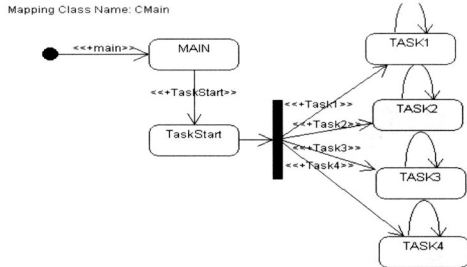 Mapping Class Name: CMain
<<+main>>
MAIN
TASK1
<<+TaskStart>>
<<+Task1>>
TASK2
<<+Task2>>
TaskStart
<<+Task3>>
<<+Task4>>
TASK3
TASK4